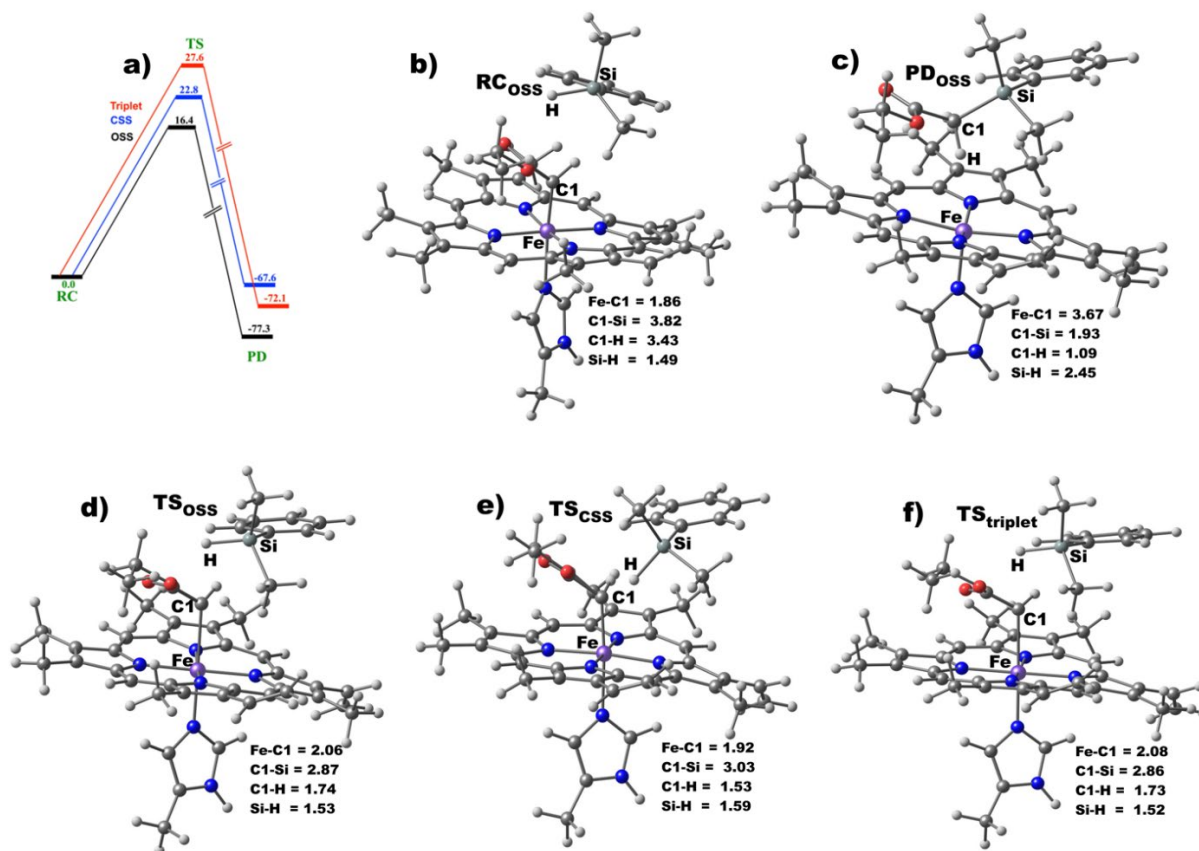 a)
TS
27.6
Triplet
CSS
OSS
22.8
16.4
0.0
RC
-67.6
-72.1
-77.3
PD
b)
RCOSS
Si
H
C1
Fe
Fe-C1 = 1.86
C1-Si = 3.82
C1-H = 3.43
Si-H = 1.49
c)
PDOSS
Si
C1
H
Fe
Fe-C1 = 3.67
C1-Si = 1.93
C1-H = 1.09
Si-H = 2.45
d)
TSOSS
Si
H
C1
Fe
Fe-C1 = 2.06
C1-Si = 2.87
C1-H = 1.74
Si-H = 1.53
e)
TSCSS
Si
H
C1
Fe
Fe-C1 = 1.92
C1-Si = 3.03
C1-H = 1.53
Si-H = 1.59
f)
TStriplet
Si
H
C1
Fe
Fe-C1 = 2.08
C1-Si = 2.86
C1-H = 1.73
Si-H = 1.52